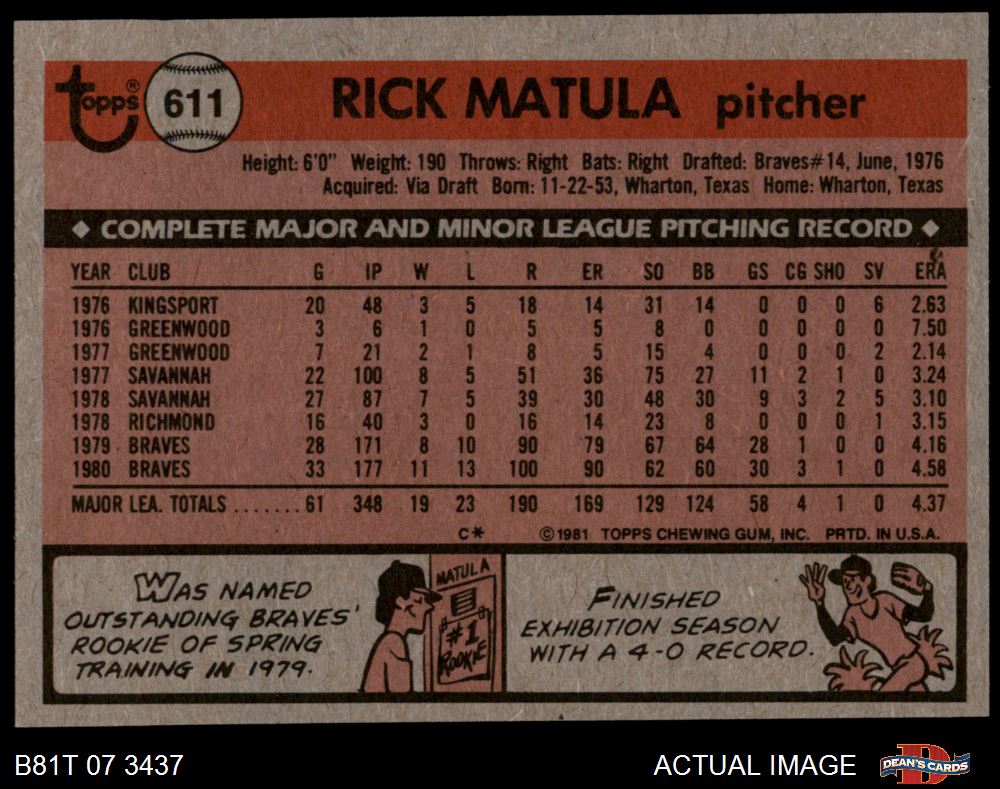 Topps® 611 RICK MATULA pitcher
Height: 6'0" Weight: 190 Throws: Right Bats: Right Drafted: Braves#14, June, 1976
Acquired: Via Draft Born: 11-22-53, Wharton, Texas Home: Wharton, Texas
◆ COMPLETE MAJOR AND MINOR LEAGUE PITCHING RECORD ◆
YEAR CLUB G IP W L R ER SO BB GS CG SHO SV ERA
1976 KINGSPORT 20 48 3 5 18 14 31 14 0 0 0 6 2.63
1976 GREENWOOD 3 6 1 0 5 5 8 0 0 0 0 0 7.50
1977 GREENWOOD 7 21 2 1 8 5 15 4 0 0 0 2 2.14
1977 SAVANNAH 22 100 8 5 51 36 75 27 11 2 1 0 3.24
1978 SAVANNAH 27 87 7 5 39 30 48 30 9 3 2 5 3.10
1978 RICHMOND 16 40 3 0 16 14 23 8 0 0 0 1 3.15
1979 BRAVES 28 171 8 10 90 79 67 64 28 1 0 0 4.16
1980 BRAVES 33 177 11 13 100 90 62 60 30 3 1 0 4.58
MAJOR LEA. TOTALS .......61 348 19 23 190 169 129 124 58 4 1 0 4.37
C* ©1981 TOPPS CHEWING GUM, INC. PRTD. IN U.S.A.
WAS NAMED
OUTSTANDING BRAVES'
ROOKIE OF SPRING
TRAINING IN 1979.
MATULA
#1
ROOKIE
FINISHED
EXHIBITION SEASON
WITH A 4-0 RECORD.
B81T 07 3437 ACTUAL IMAGE DEAN'S CARDS